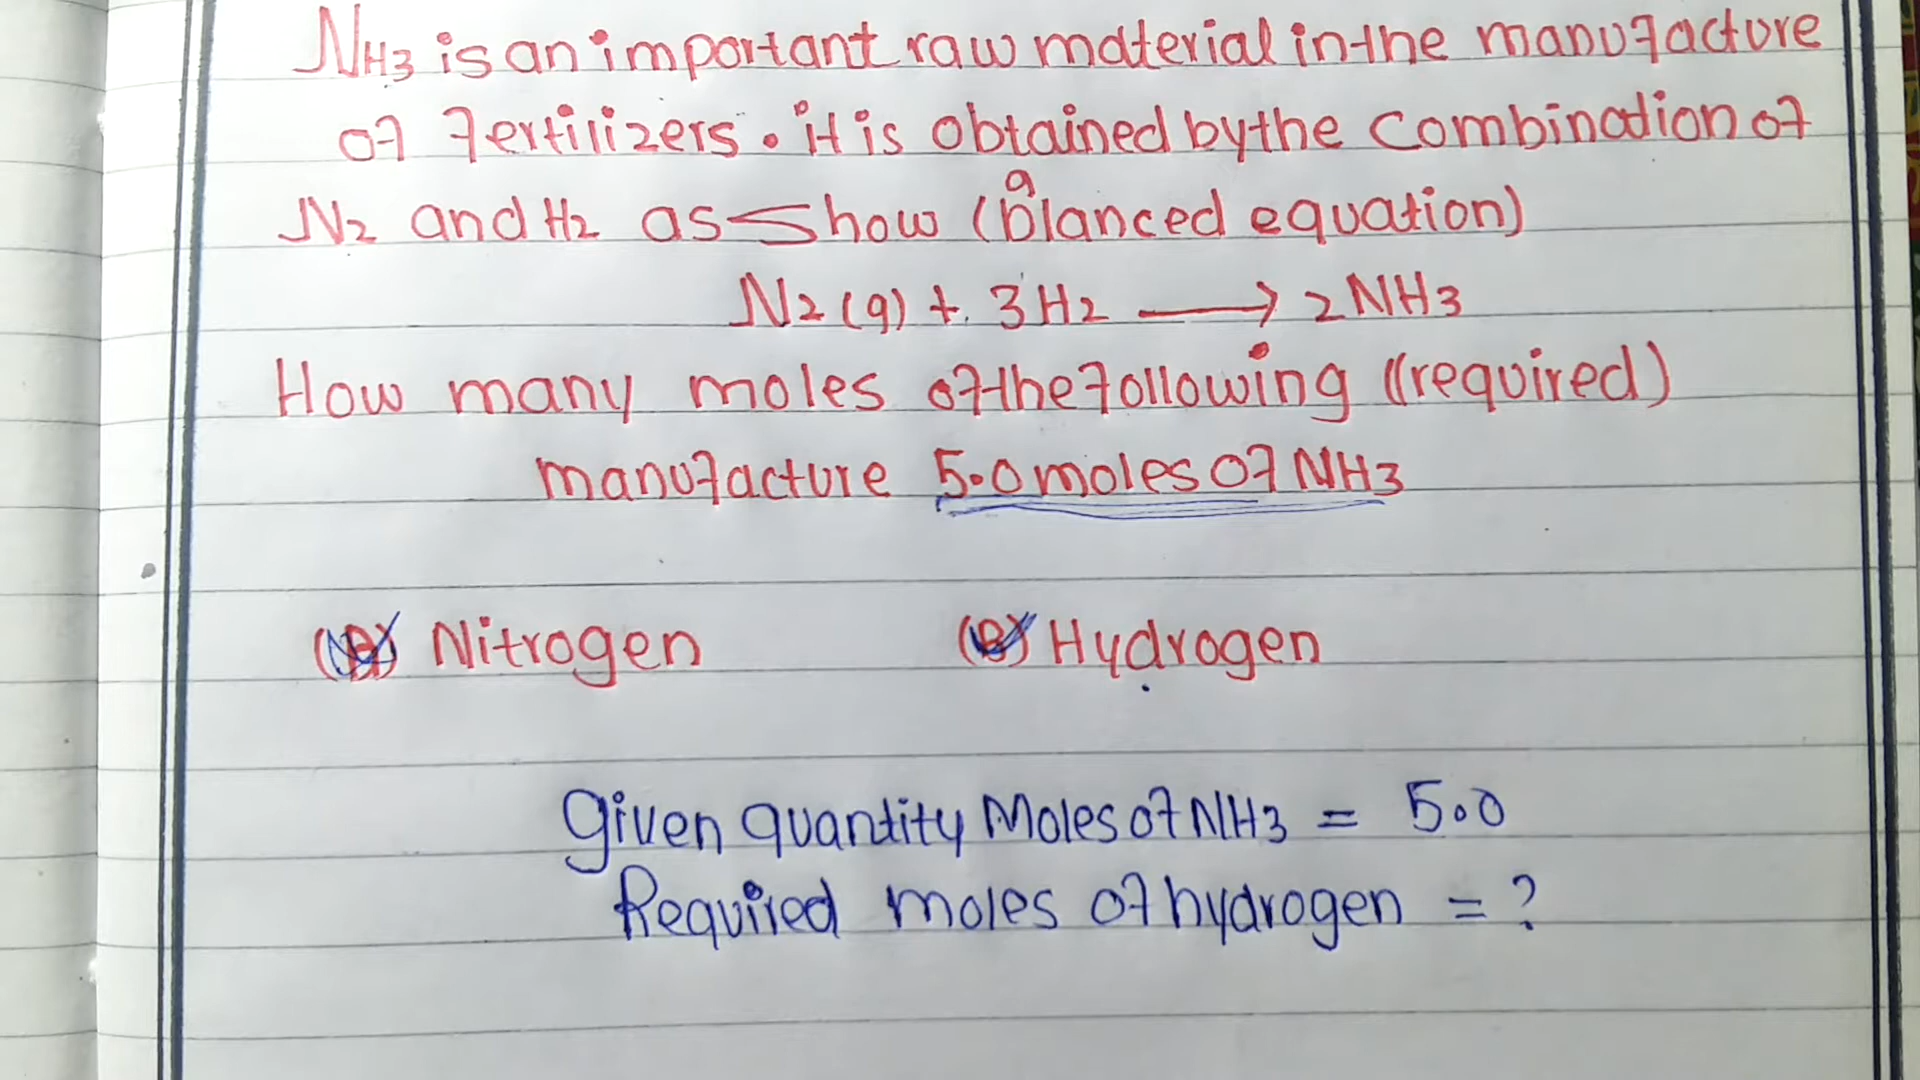 NH3 is an important raw material in the manufacture
of fertilizers. it is obtained by the combination of
N2 and H2 as show (blanced equation)
a
N2(g) + 3H2 → 2NH3
How many moles of the following ((required)
manufacture 5.0 moles of NH3
(A) Nitrogen (B) Hydrogen
Given quantity Moles of NH3 = 5.0
Required moles of hydrogen = ?